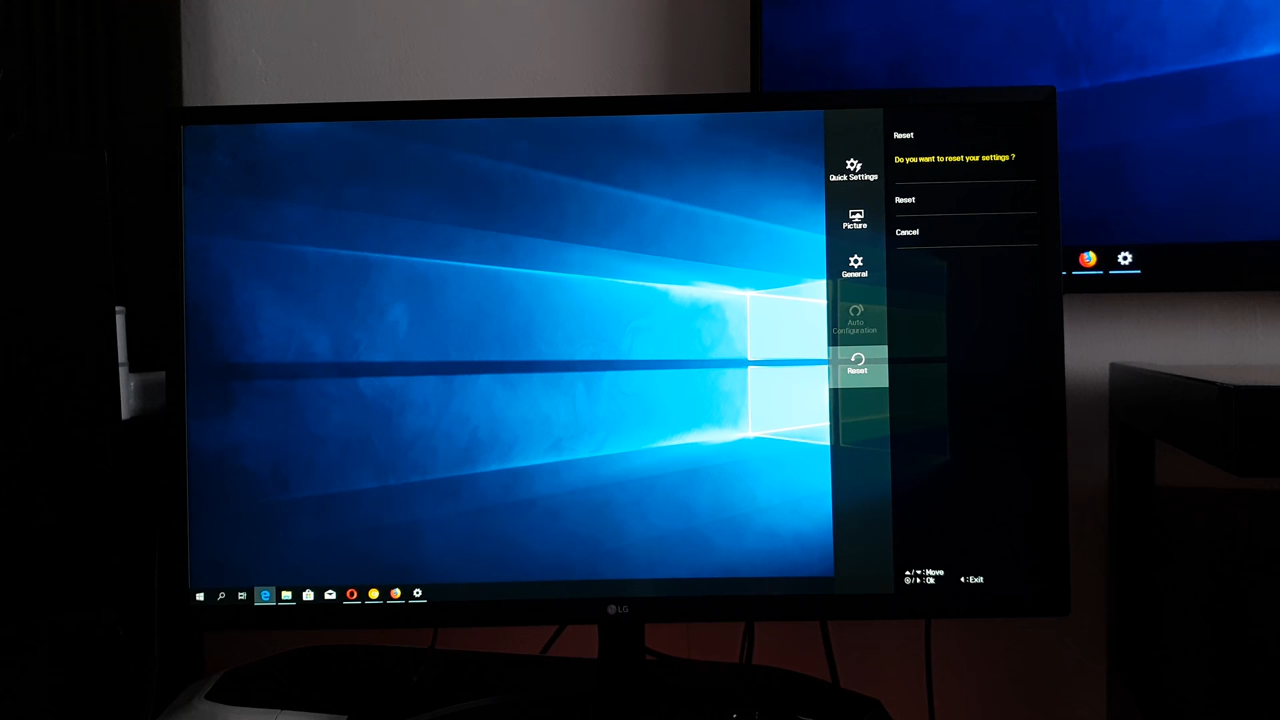 Quick Settings
Picture
General
Auto
Configuration
Reset
Reset
Do you want to reset your settings ?
Reset
Cancel
:Move
:Ok
:Exit
LG